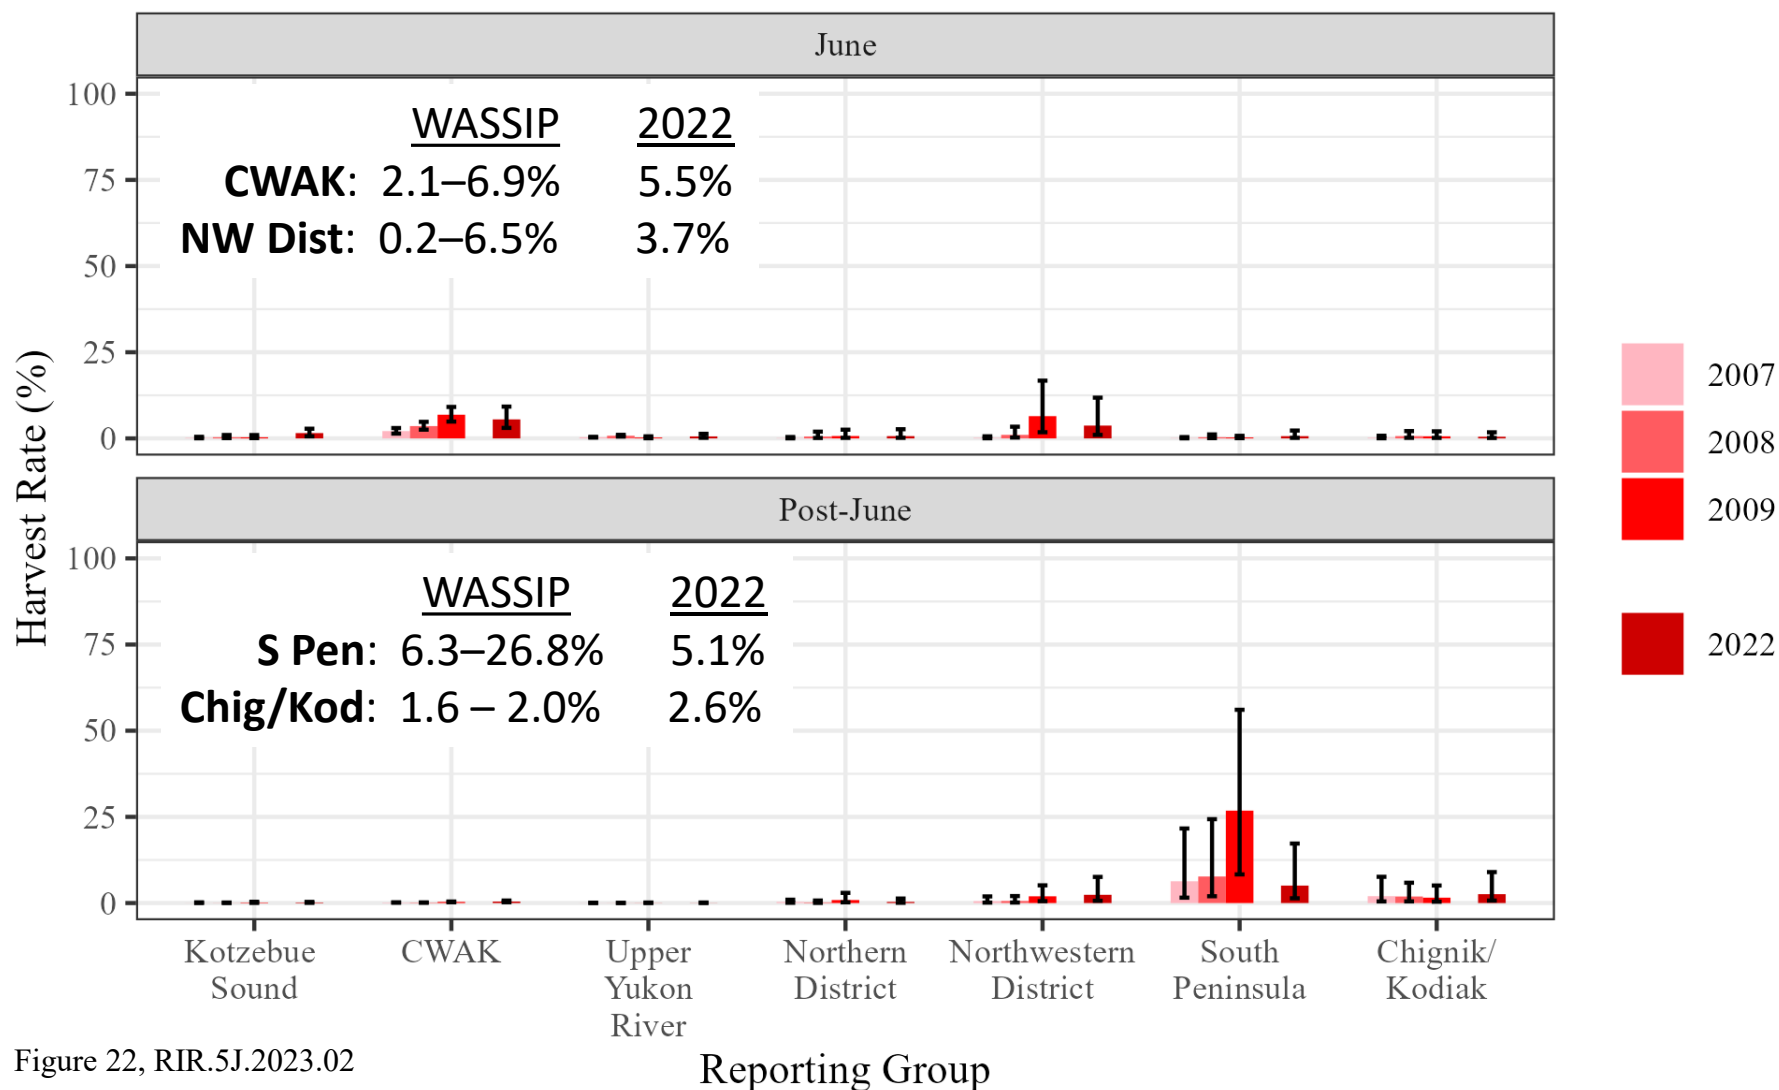 June
100
75
50
25
0
WASSIP 2022
CWAK: 2.1–6.9% 5.5%
NW Dist: 0.2–6.5% 3.7%
Harvest Rate (%)
Post-June
100
75
50
25
0
WASSIP 2022
S Pen: 6.3–26.8% 5.1%
Chig/Kod: 1.6 – 2.0% 2.6%
Kotzebue
Sound
CWAK
Upper
Yukon
River
Northern
District
Northwestern
District
South
Peninsula
Chignik/
Kodiak
Reporting Group
2007
2008
2009
2022
Figure 22, RIR.5J.2023.02